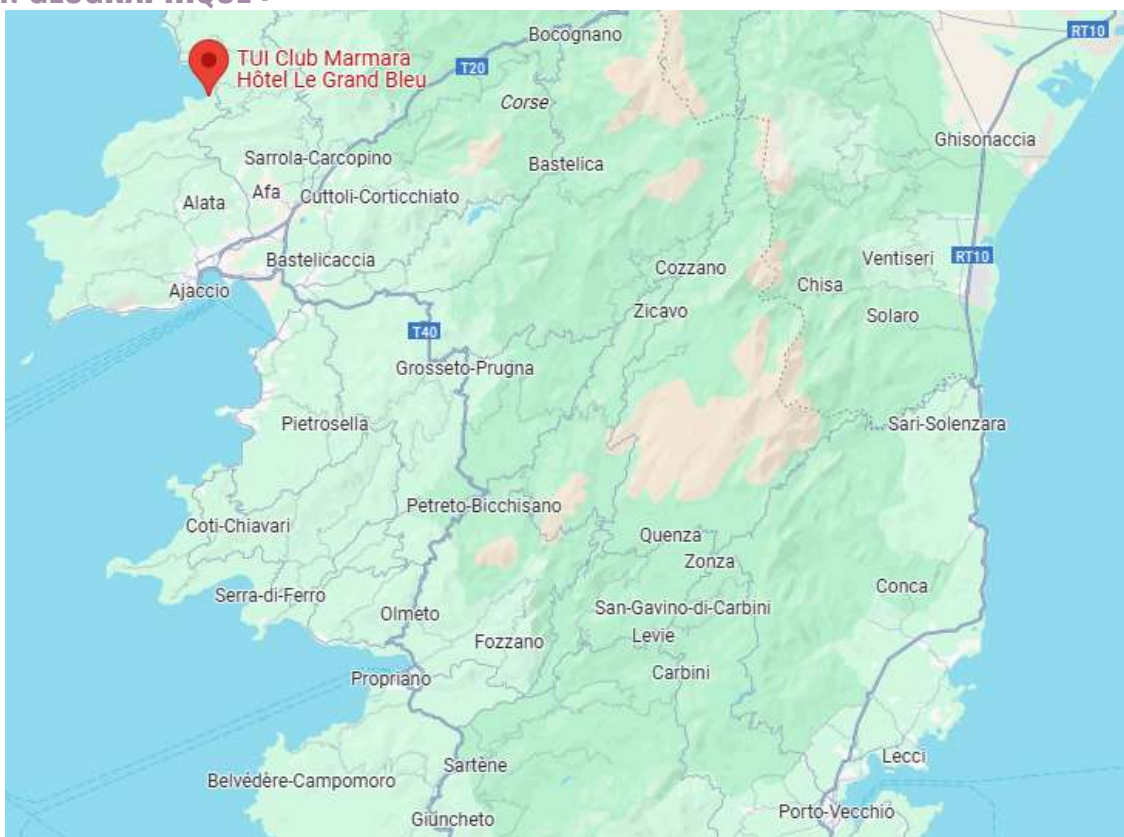 Bocognano
RT10
TUI Club Marmara
Hôtel Le Grand Bleu
T20
Corse
Ghisonaccia
Sarrola-Carcopino
Bastelica
Afa
Cuttoli-Corticchiato
Alata
Bastelicaccia
Ventiseri
RT10
Cozzano
Chisa
Ajaccio
Zicavo
Solaro
T40
Grosseto-Prugna
Pietrosella
Sari-Solenzara
Petreto-Bicchisano
Coti-Chiavari
Quenza
Zonza
Conca
Serra-di-Ferro
San-Gavino-di-Carbini
Olmeto
Levie
Fozzano
Propriano
Carbini
Lecci
Sartène
Belvédère-Campomoro
Porto-Vecchio
Giuncheto